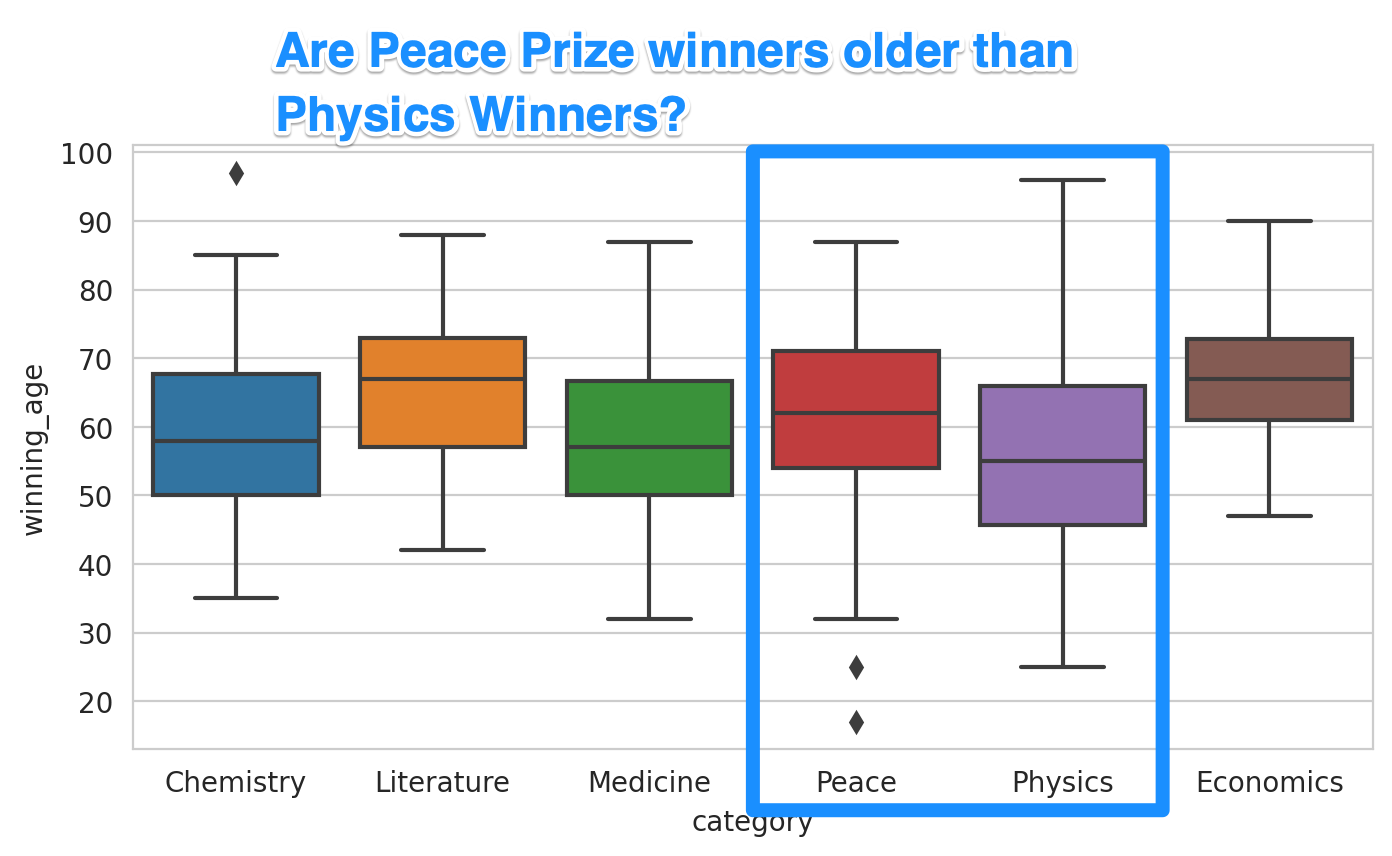 Are Peace Prize winners older than
Physics Winners?
100
90
80
70
60
50
40
30
20
winning_age
Chemistry
Literature
Medicine
Peace
Physics
Economics
category